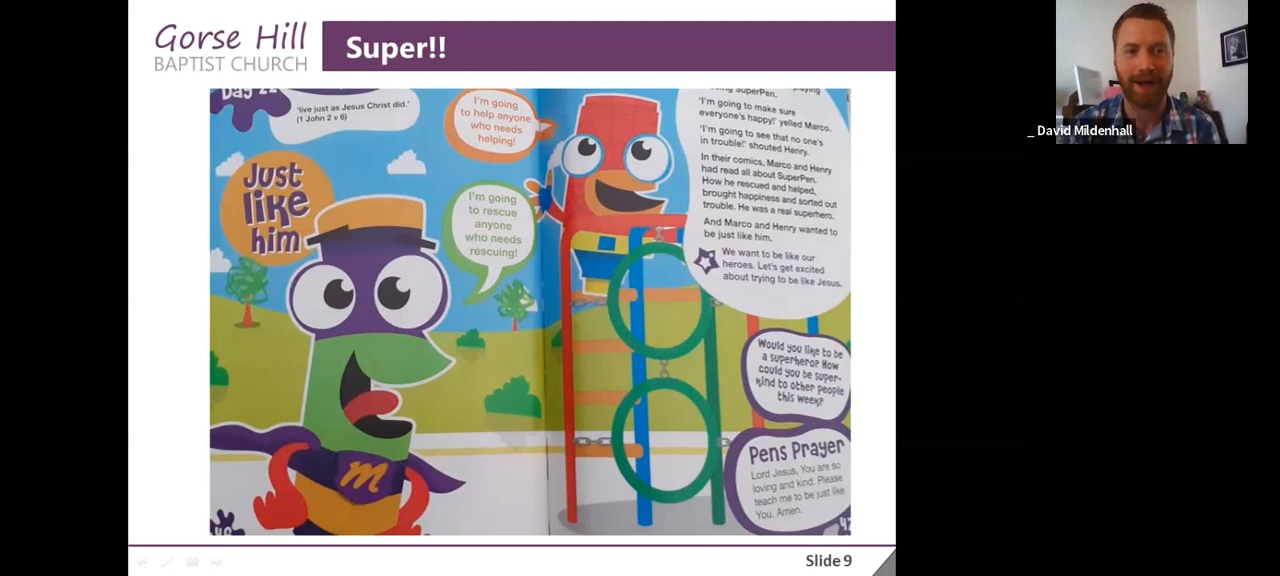 Gorse Hill
BAPTIST CHURCH
Super!!
Day 22
'live just as Jesus Christ did.'
(1 John 2 v 6)
Just
like
him
I'm going
to help anyone
who needs
helping!
I'm going
to rescue
anyone
who needs
rescuing!
m
SuperPen.
'I'm going to make sure
everyone's happy!' yelled Marco.
'I'm going to see that no one's
in trouble!' shouted Henry.
In their comics, Marco and Henry
had read all about SuperPen.
How he rescued and helped,
brought happiness and sorted out
trouble. He was a real superhero.
And Marco and Henry wanted to
be just like him.
We want to be like our
heroes. Let's get excited
about trying to be like Jesus.
Would you like to be
a superhero? How
could you be super-
kind to other people
this week?
Pens Prayer
Lord Jesus, You are so
loving and kind. Please
teach me to be just like
You. Amen.
46
47
Slide 9
_ David Mildenhall